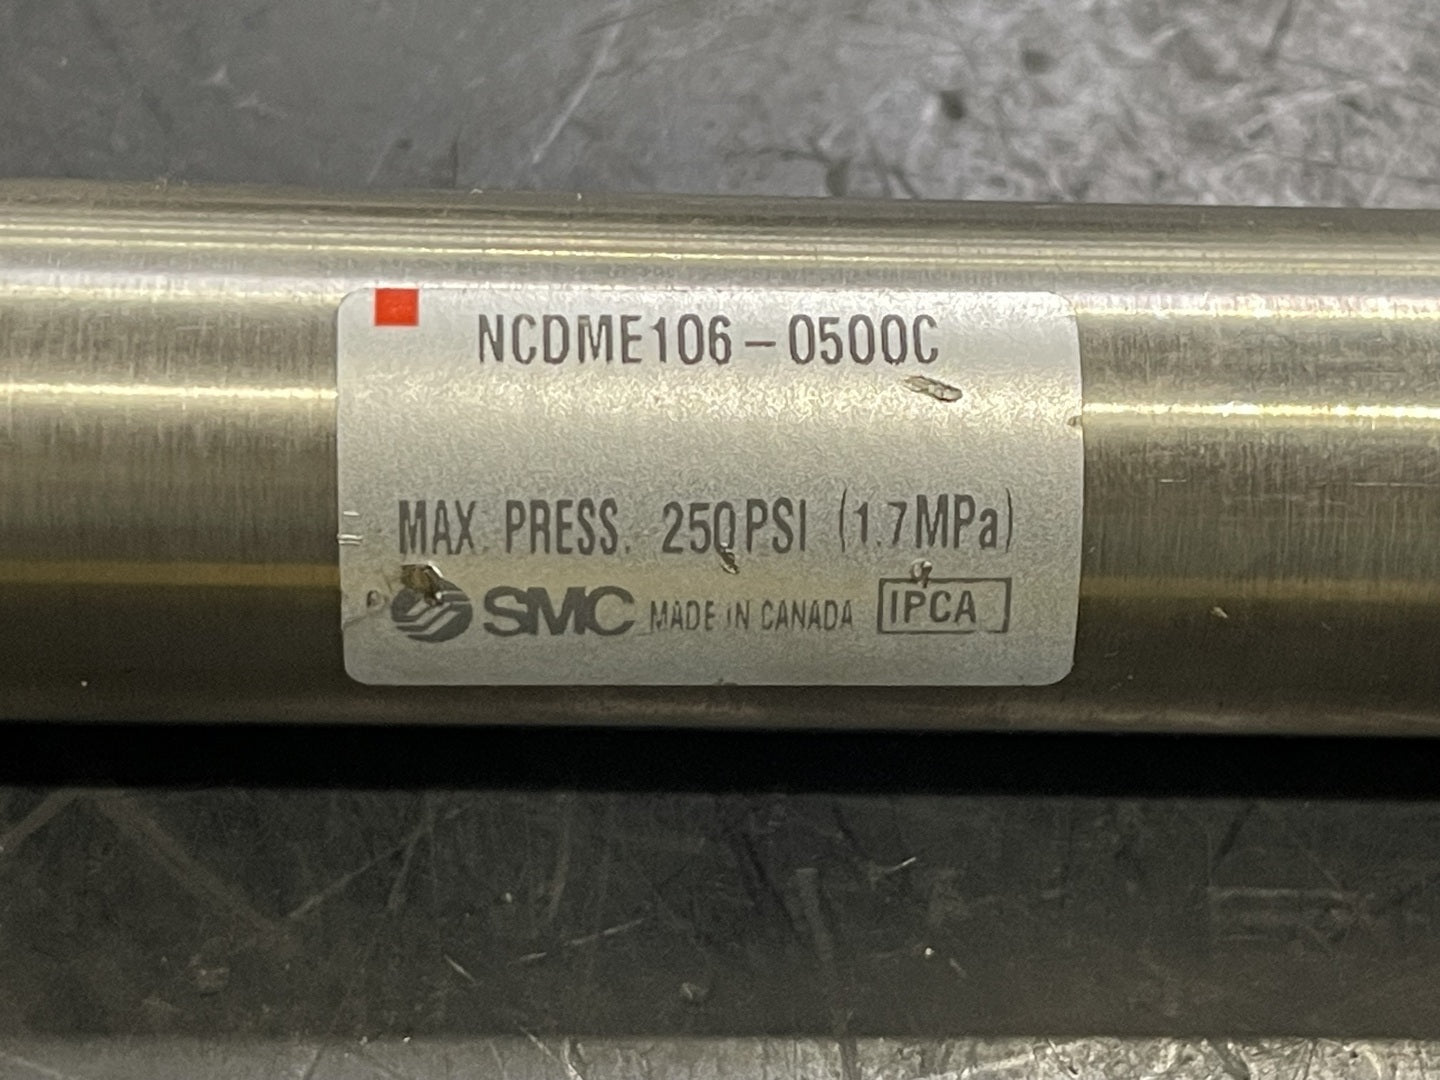 NCDME106-0500C
MAX. PRESS. 250PSI (1.7MPa)
SMC MADE IN CANADA IPCA